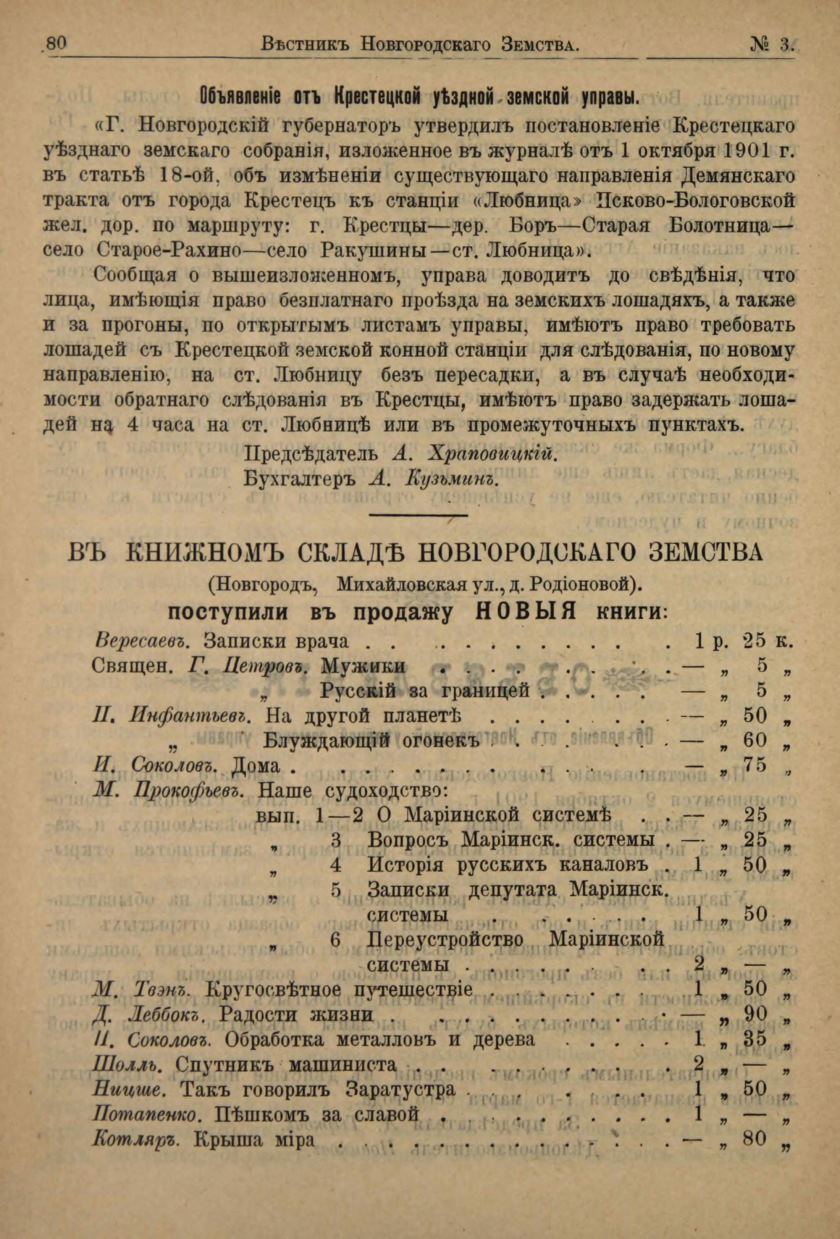 80 Вѣстникъ Новгородскаго Земства. № 3.
Объявленіе отъ Крестецкой уѣздной земской управы.
«Г. Новгородскій губернаторъ утвердилъ постановленіе Крестецкаго
уѣзднаго земскаго собранія, изложенное въ журналѣ отъ 1 октября 1901 г.
въ статьѣ 18-ой, объ измѣненіи существующаго направленія Демянскаго
тракта отъ города Крестецъ къ станціи «Любница» Псково-Бологовской
жел. дор. по маршруту: г. Крестцы—дер. Боръ—Старая Болотница—
село Старое-Рахино—село Ракушины—ст. Любница».
Сообщая о вышеизложенномъ, управа доводитъ до свѣдѣнія, что
лица, имѣющія право безплатнаго проѣзда на земскихъ лошадяхъ, а также
и за прогоны, по открытымъ листамъ управы, имѣютъ право требовать
лошадей съ Крестецкой земской конной станціи для слѣдованія, по новому
направленію, на ст. Любницу безъ пересадки, а въ случаѣ необходи-
мости обратнаго слѣдованія въ Крестцы, имѣютъ право задержать лоша-
дей на 4 часа на ст. Любницѣ или въ промежуточныхъ пунктахъ.
Предсѣдатель А. Храповицкій.
Бухгалтеръ А. Кузьминъ.
ВЪ КНИЖНОМЪ СКЛАДѢ НОВГОРОДСКАГО ЗЕМСТВА
(Новгородъ, Михайловская ул., д. Родіоновой).
поступили въ продажу НОВЫЯ книги:
Вересаевъ. Записки врача . . . . . . . . . . . . 1 р. 25 к.
Священ. Г. Петровъ. Мужики . . . . . . . . . — „ 5 „
„ Русскій за границей . . . . . — „ 5 „
П. Инфантьевъ. На другой планетѣ . . . . . . . . — „ 50 „
„ Блуждающій огонекъ . . . . . . . — „ 60 „
И. Соколовъ. Дома . . . . . . . . . . . . — „ 75 „
М. Прокофьевъ. Наше судоходство:
вып. 1—2 О Маріинской системѣ . . — „ 25 „
„ 3 Вопросъ Маріинск. системы . — „ 25 „
„ 4 Исторія русскихъ каналовъ . 1 „ 50 „
„ 5 Записки депутата Маріинск.
системы . . . . . . 1 „ 50 „
„ 6 Переустройство Маріинской
системы . . . . . . . . 2 „ — „
М. Твэнъ. Кругосвѣтное путешествіе . . . . . . . 1 „ 50 „
Д. Леббокъ. Радости жизни . . . . . . . . . . . — „ 90 „
П. Соколовъ. Обработка металловъ и дерева . . . . . 1 „ 35 „
Шолль. Спутникъ машиниста . . . . . . . . . . 2 „ — „
Ницше. Такъ говорилъ Заратустра . . . . . . . . 1 „ 50 „
Потапенко. Пѣшкомъ за славой . . . . . . . . . . 1 „ — „
Котляръ. Крыша міра . . . . . . . . . . . . . . — „ 80 „